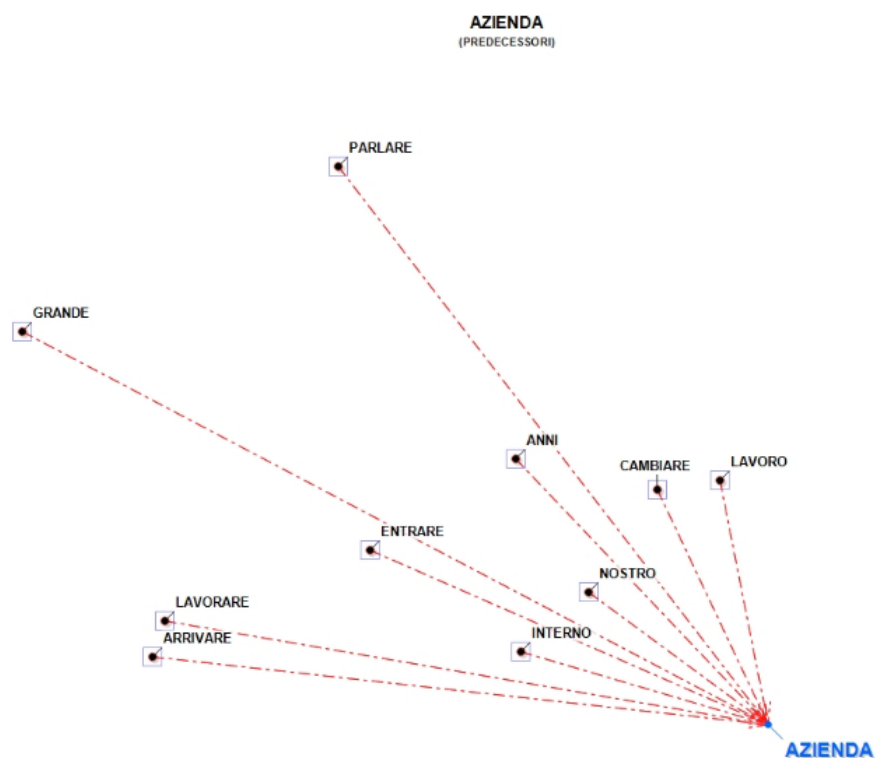 AZIENDA
(PREDECESSORI)
PARLARE
GRANDE
ANNI
CAMBIARE
LAVORO
ENTRARE
NOSTRO
LAVORARE
INTERNO
ARRIVARE
AZIENDA